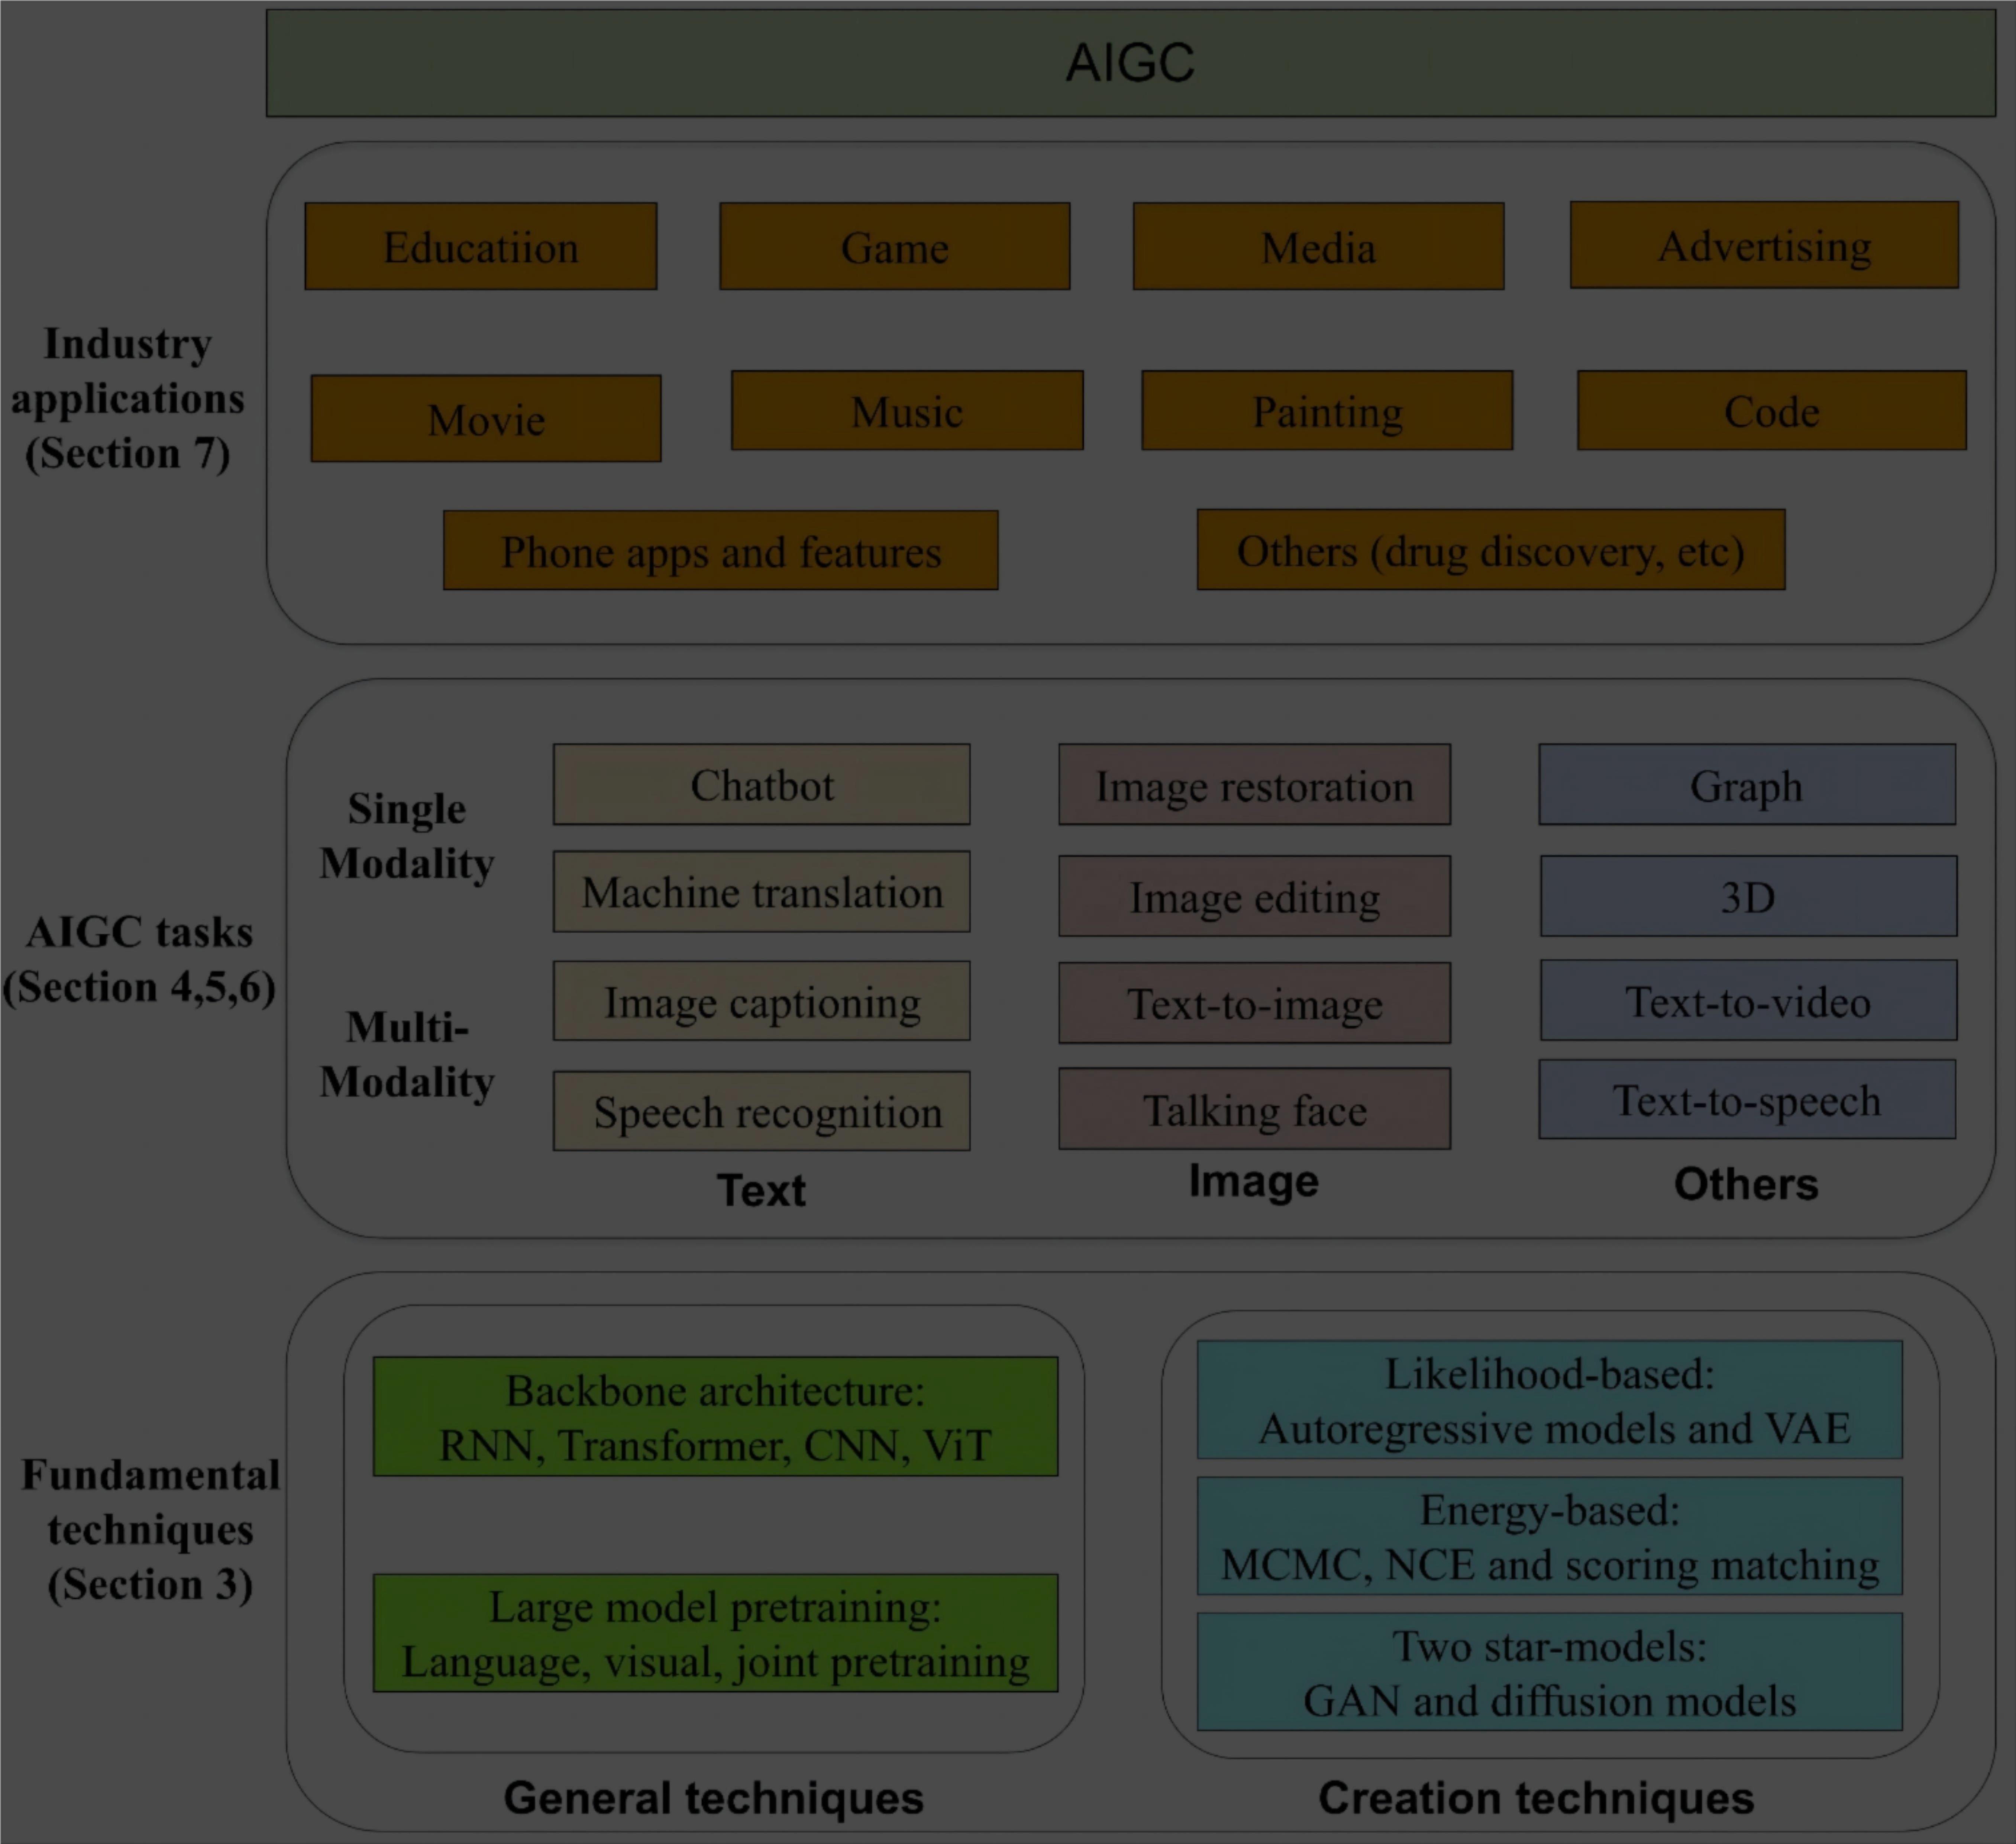 AIGC
Industry
applications
(Section 7)
Educatiion
Game
Media
Advertising
Movie
Music
Painting
Code
Phone apps and features
Others (drug discovery, etc)
AIGC tasks
(Section 4,5,6)
Single
Modality
Multi-
Modality
Chatbot
Image restoration
Graph
Machine translation
Image editing
3D
Image captioning
Text-to-image
Text-to-video
Speech recognition
Talking face
Text-to-speech
Text
Image
Others
Fundamental
techniques
(Section 3)
Backbone architecture:
RNN, Transformer, CNN, ViT
Large model pretraining:
Language, visual, joint pretraining
General techniques
Likelihood-based:
Autoregressive models and VAE
Energy-based:
MCMC, NCE and scoring matching
Two star-models:
GAN and diffusion models
Creation techniques